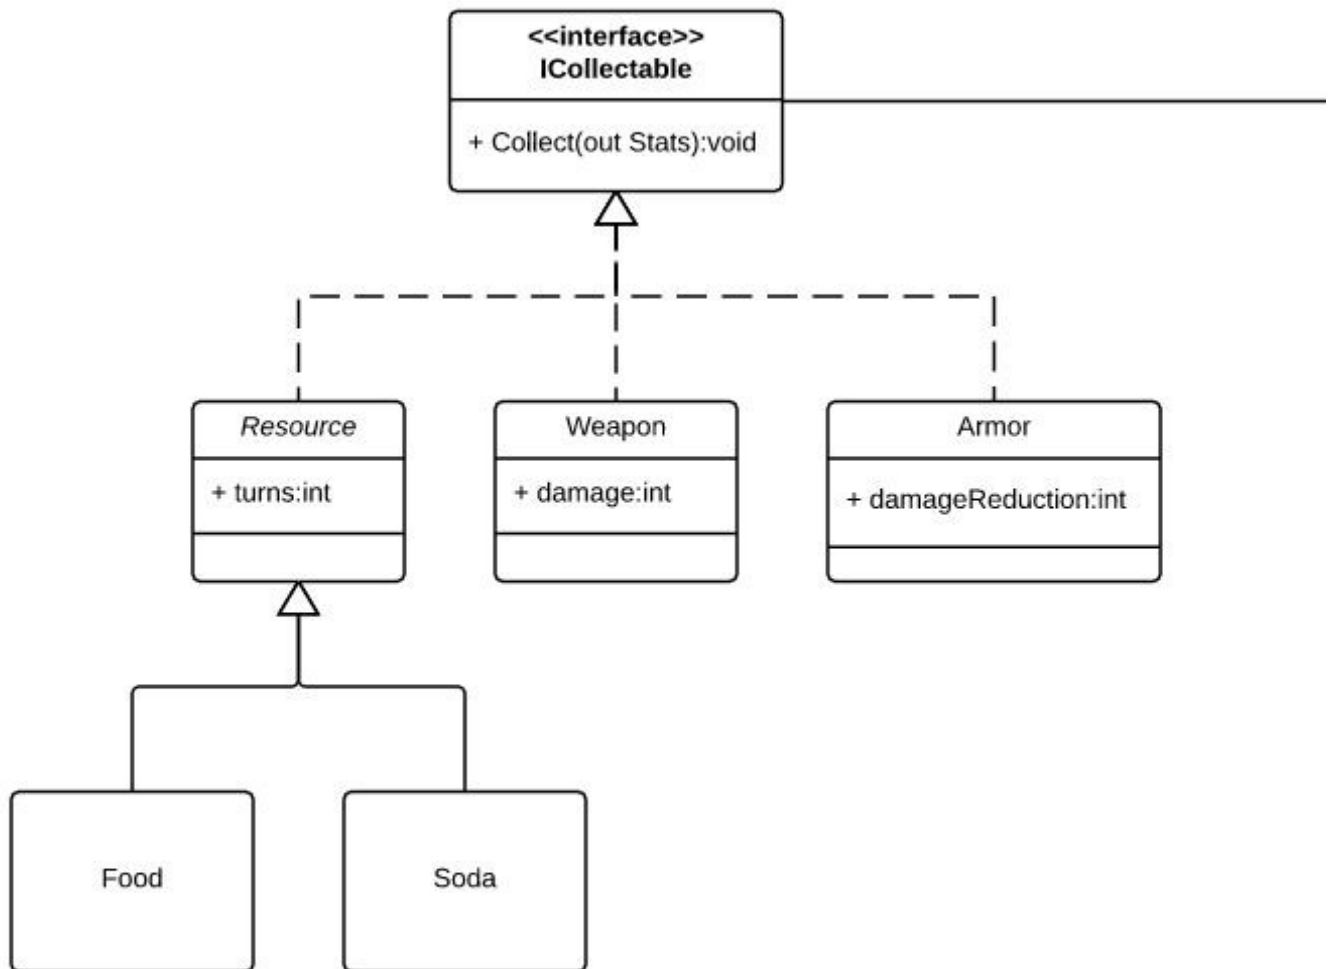 <<interface>>
ICollectable
+ Collect(out Stats):void
Resource
+ turns:int
Weapon
+ damage:int
Armor
+ damageReduction:int
Food
Soda